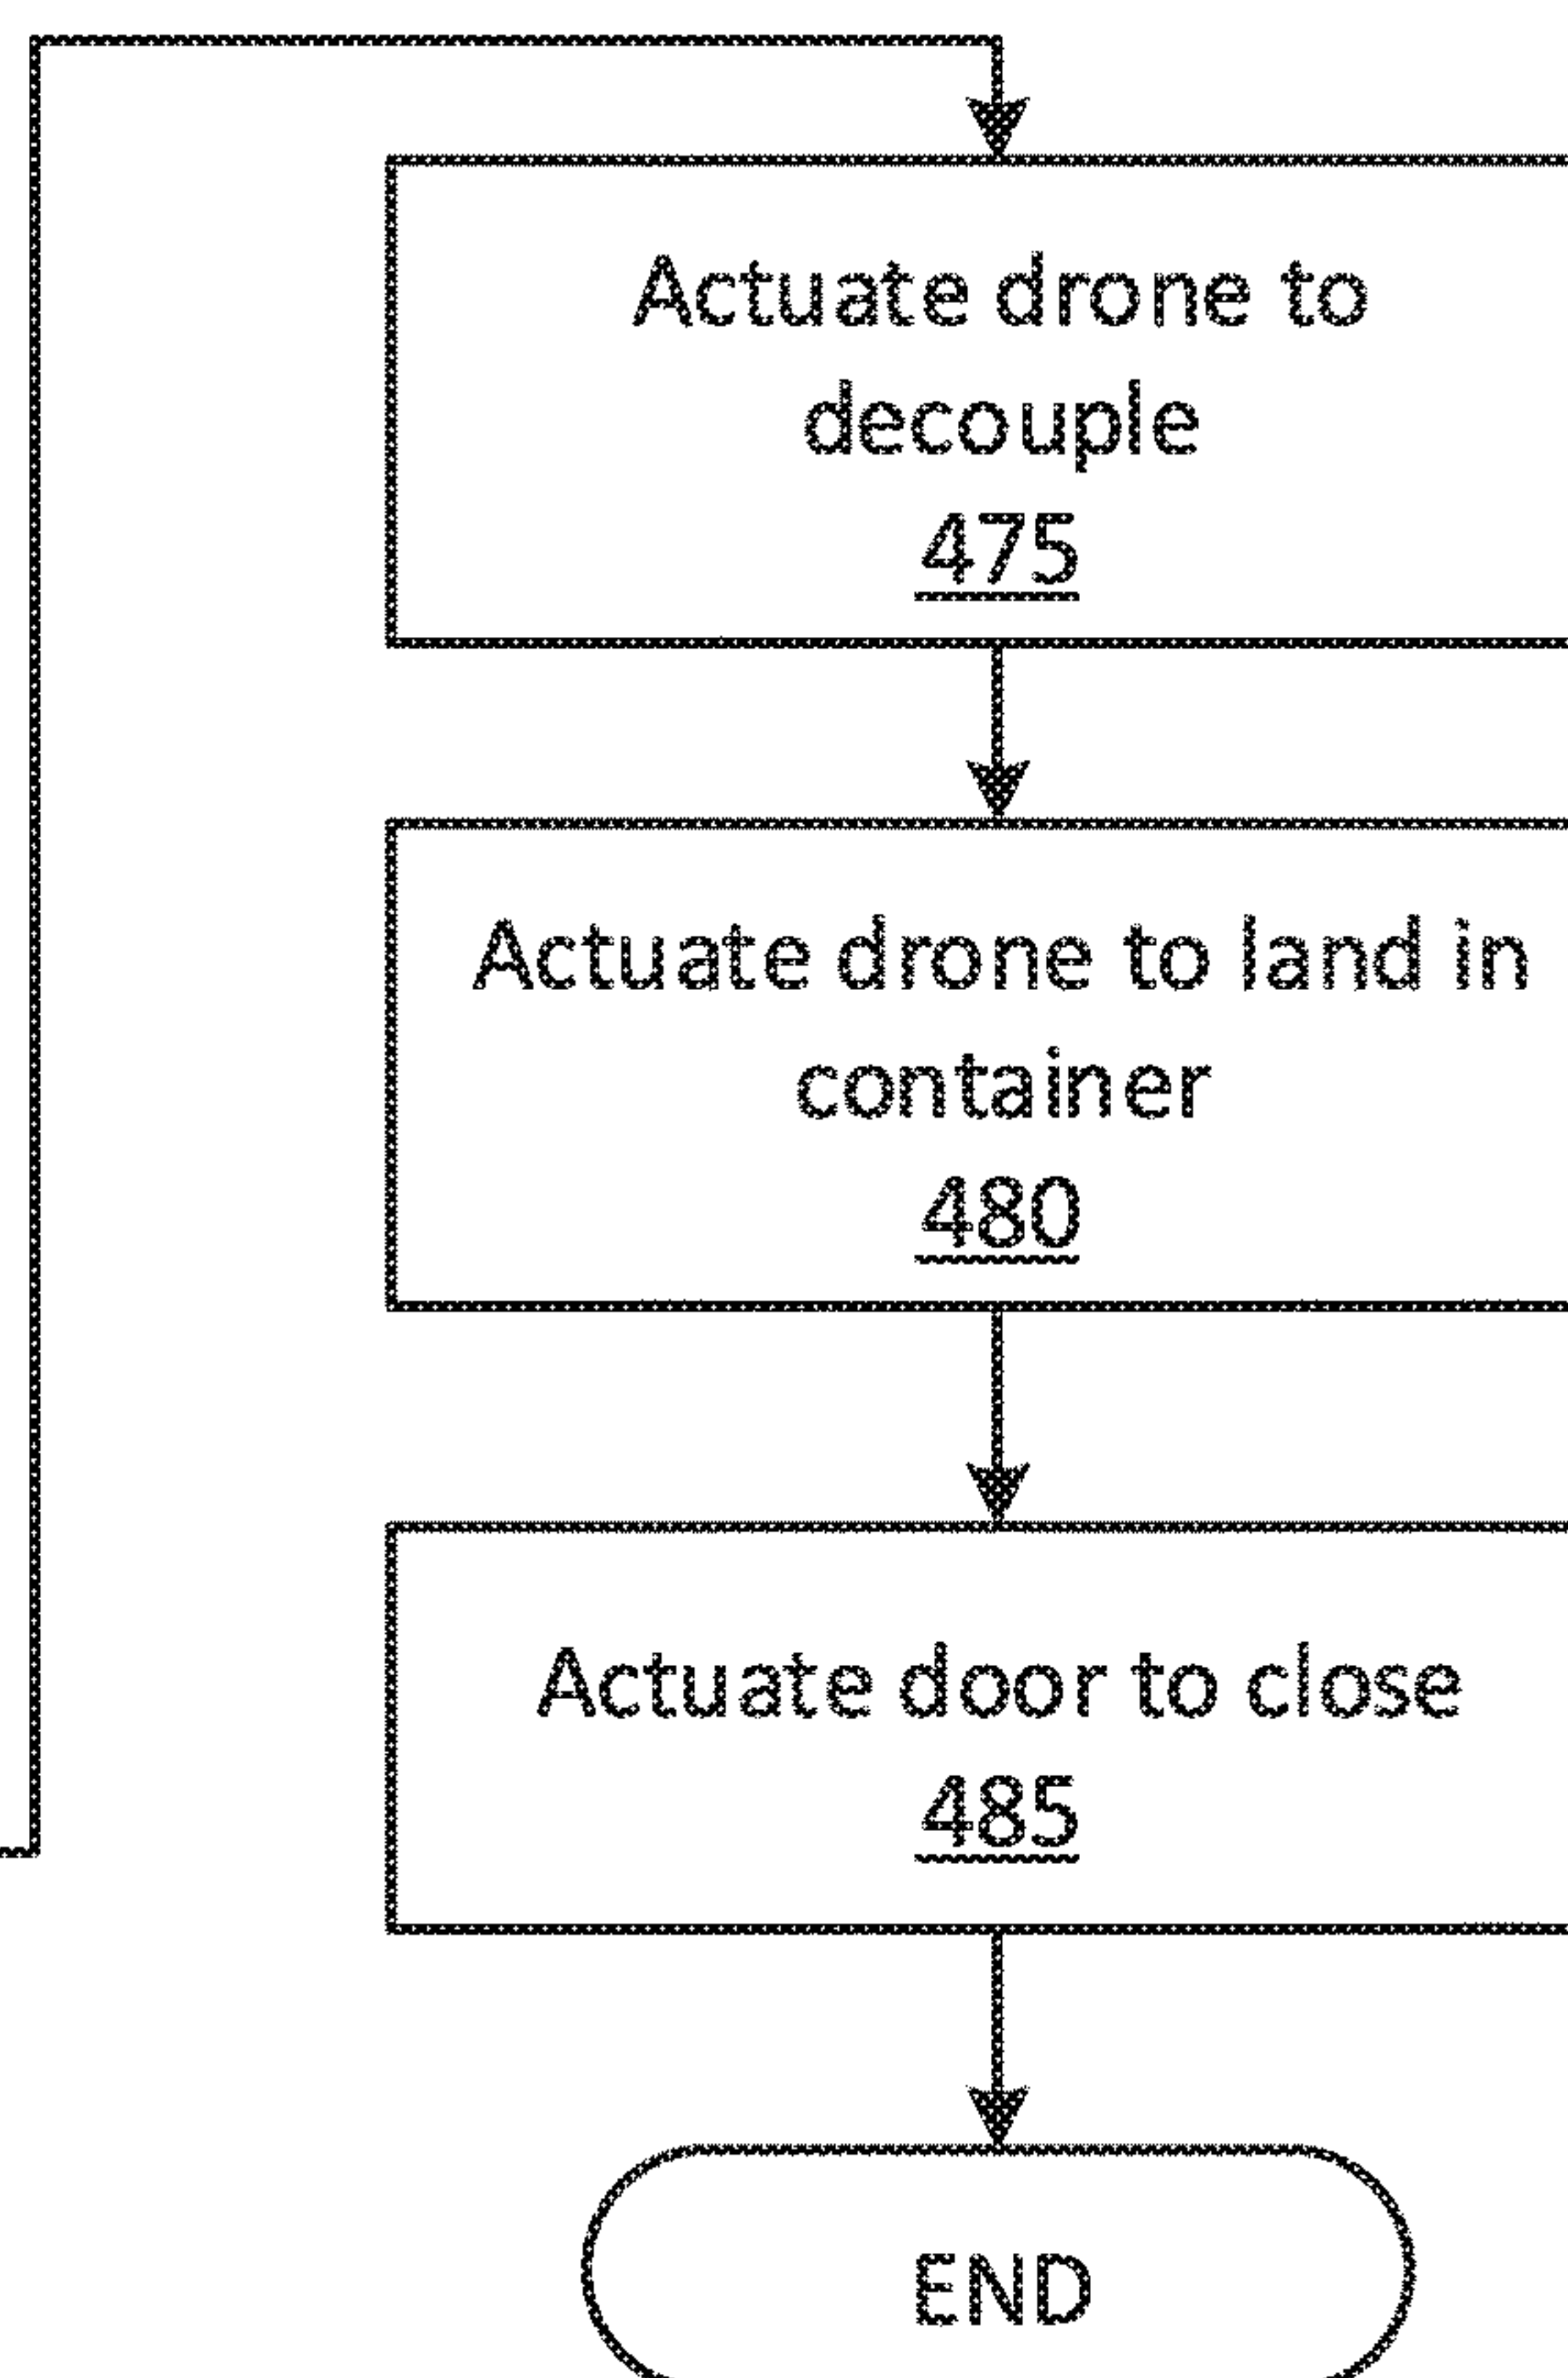 Actuate drone to
decouple
475
Actuate drone to land in
container
480
Actuate door to close
485
END